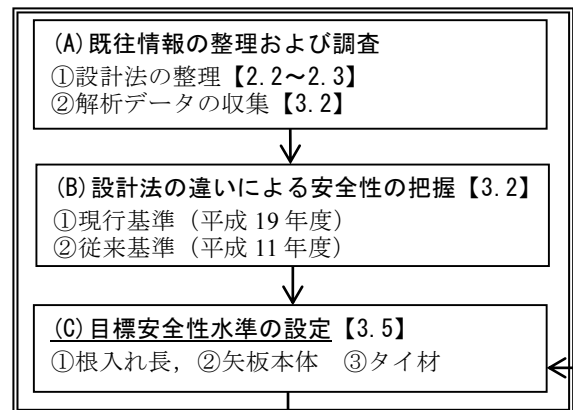 (A)既往情報の整理および調査
①設計法の整理【2.2～2.3】
②解析データの収集【3.2】
(B)設計法の違いによる安全性の把握【3.2】
①現行基準（平成 19 年度）
②従来基準（平成 11 年度）
(C)目標安全性水準の設定【3.5】
①根入れ長，②矢板本体　③タイ材